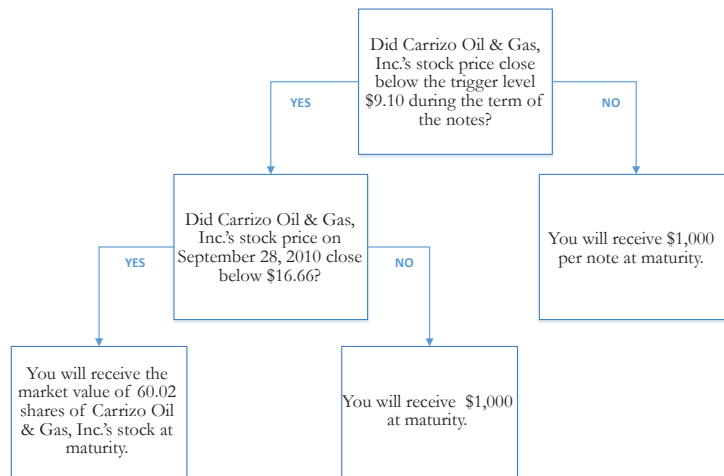 Did Carrizo Oil & Gas,
Inc.'s stock price close
below the trigger level
$9.10 during the term of
the notes?
YES
NO
Did Carrizo Oil & Gas,
Inc.'s stock price on
September 28, 2010 close
below $16.66?
You will receive $1,000
per note at maturity.
YES
NO
You will receive the
market value of 60.02
shares of Carrizo Oil
& Gas, Inc.'s stock at
maturity.
You will receive $1,000
at maturity.